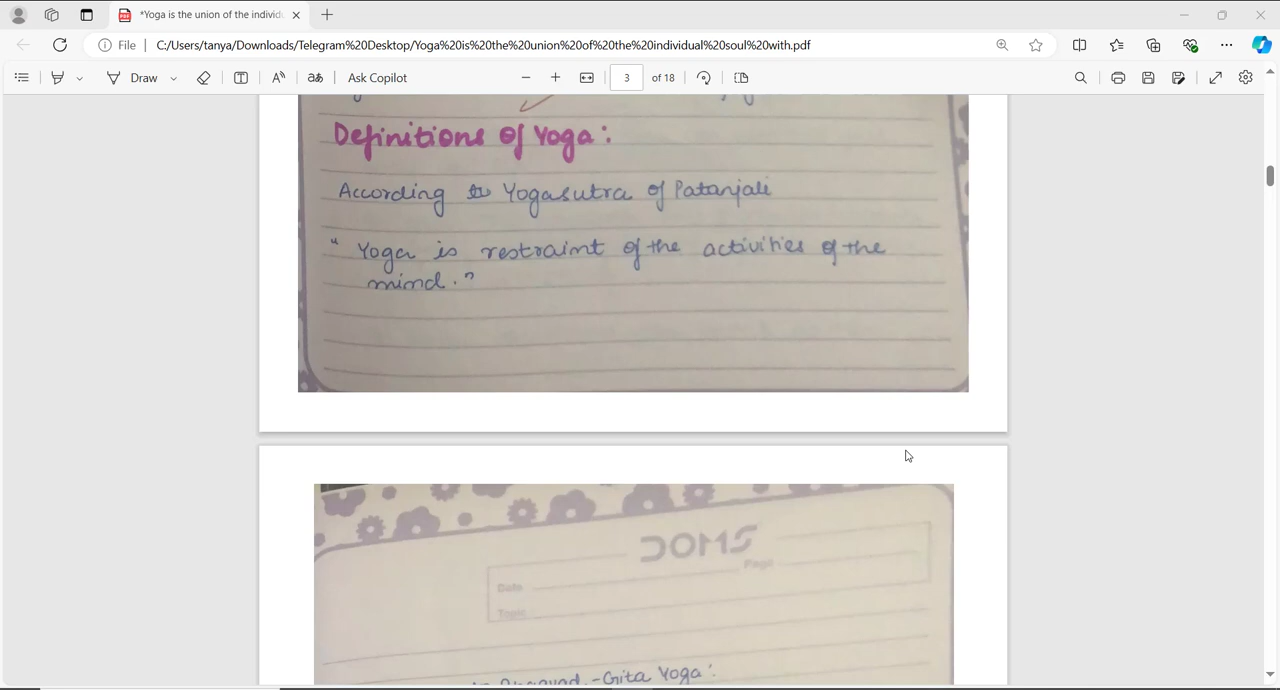 *Yoga is the union of the individu
File
C:/Users/tanya/Downloads/Telegram%20Desktop/Yoga%20is%20the%20union%20of%20the%20individual%20soul%20with.pdf
Draw
Ask Copilot
3 of 18
Definitions of Yoga:
According to Yogasutra of Patanjali
" Yoga is restraint of the activities of the
mind."
DOMS
Page
Date
Topic
-Gita Yoga: